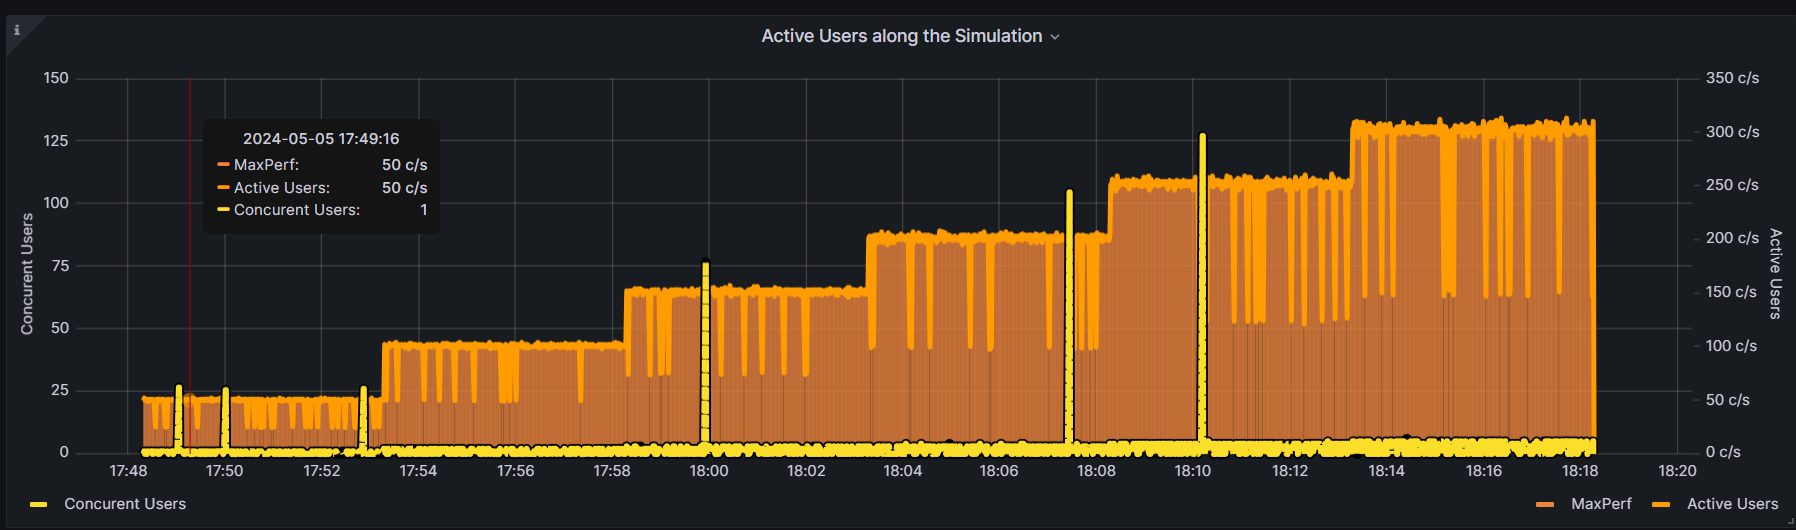 i
Active Users along the Simulation
150
125
100
75
50
25
0
Concurent Users
350 c/s
300 c/s
250 c/s
200 c/s
150 c/s
100 c/s
50 c/s
0 c/s
Active Users
2024-05-05 17:49:16
MaxPerf: 50 c/s
Active Users: 50 c/s
Concurent Users: 1
17:48 17:50 17:52 17:54 17:56 17:58 18:00 18:02 18:04 18:06 18:08 18:10 18:12 18:14 18:16 18:18 18:20
Concurent Users MaxPerf Active Users